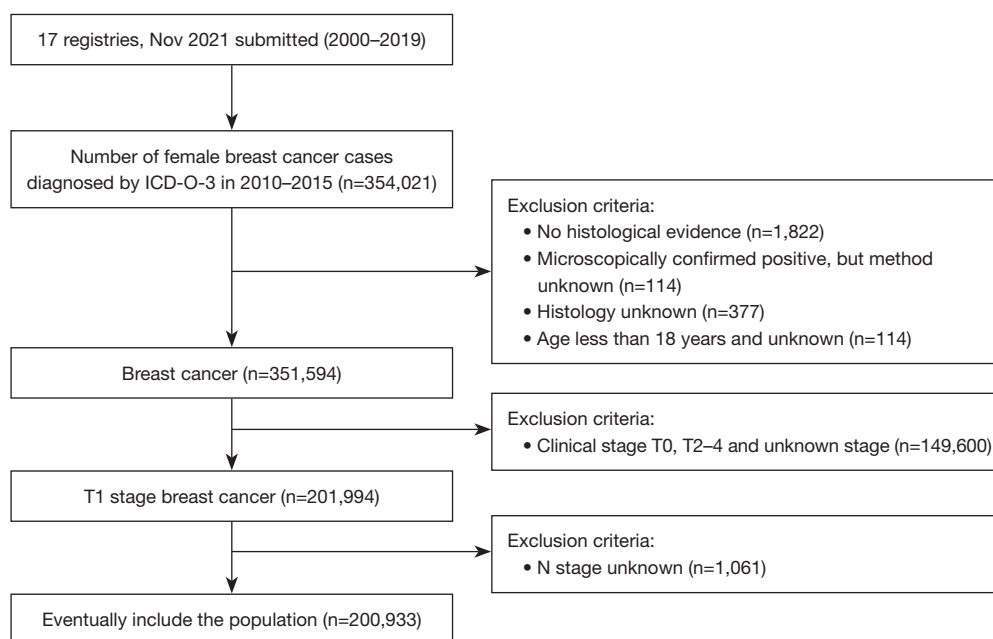 17 registries, Nov 2021 submitted (2000–2019)
Number of female breast cancer cases
diagnosed by ICD-O-3 in 2010–2015 (n=354,021)
Exclusion criteria:
• No histological evidence (n=1,822)
• Microscopically confirmed positive, but method
unknown (n=114)
• Histology unknown (n=377)
• Age less than 18 years and unknown (n=114)
Breast cancer (n=351,594)
Exclusion criteria:
• Clinical stage T0, T2–4 and unknown stage (n=149,600)
T1 stage breast cancer (n=201,994)
Exclusion criteria:
• N stage unknown (n=1,061)
Eventually include the population (n=200,933)